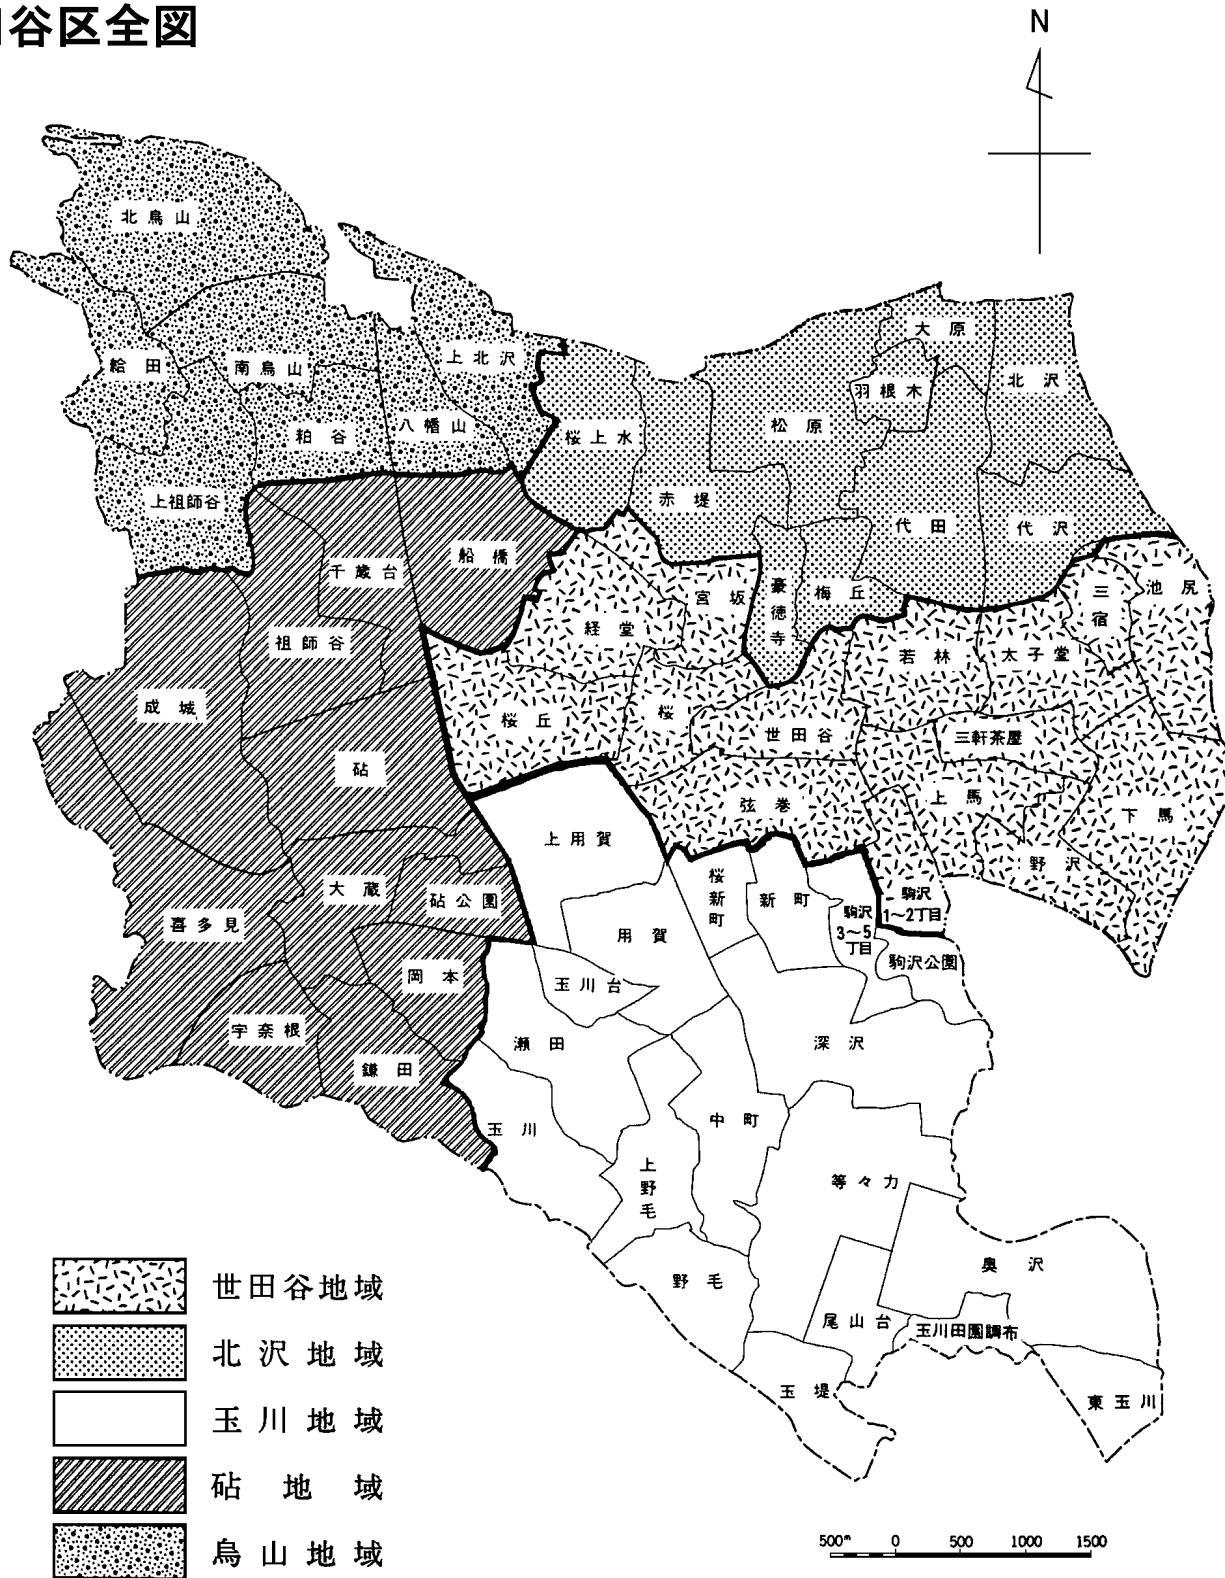 谷区全図
N
北烏山
給田
南烏山
上北沢
粕谷
八幡山
上祖師谷
大原
北沢
羽根木
松原
桜上水
赤堤
代田
代沢
豪徳寺
梅丘
千歳台
船橋
祖師谷
成城
砧
大蔵
砧公園
喜多見
岡本
宇奈根
鎌田
宮坂
経堂
池尻
三宿
若林
太子堂
桜丘
桜
世田谷
三軒茶屋
弦巻
上馬
下馬
野沢
駒沢
1～2丁目
上用賀
桜新町
新町
駒沢
3～5
丁目
駒沢公園
用賀
玉川台
瀬田
深沢
玉川
中町
上野毛
等々力
野毛
奥沢
尾山台
玉川田園調布
玉堤
東玉川
世田谷地域
北沢地域
玉川地域
砧地域
烏山地域
500m 0 500 1000 1500